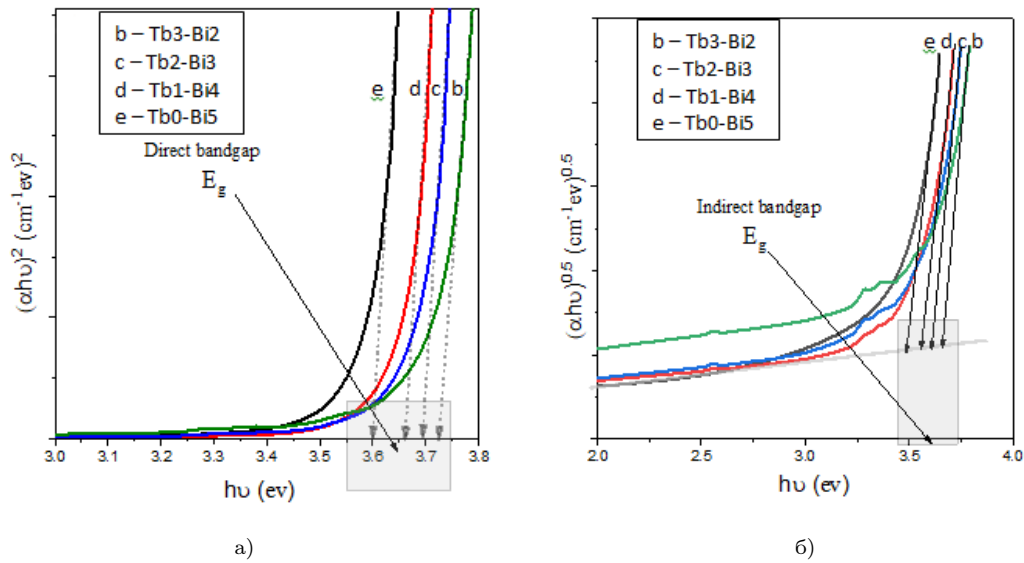 b – Tb3-Bi2
c – Tb2-Bi3
d – Tb1-Bi4
e – Tb0-Bi5
Direct bandgap
Eg
e d c b
(αhυ)² (cm⁻¹ev)²
3.0 3.1 3.2 3.3 3.4 3.5 3.6 3.7 3.8
hυ (ev)
а)
b – Tb3-Bi2
c – Tb2-Bi3
d – Tb1-Bi4
e – Tb0-Bi5
e d c b
Indirect bandgap
Eg
(αhυ)^0.5 (cm⁻¹ev)^0.5
2.0 2.5 3.0 3.5 4.0
hυ (ev)
б)